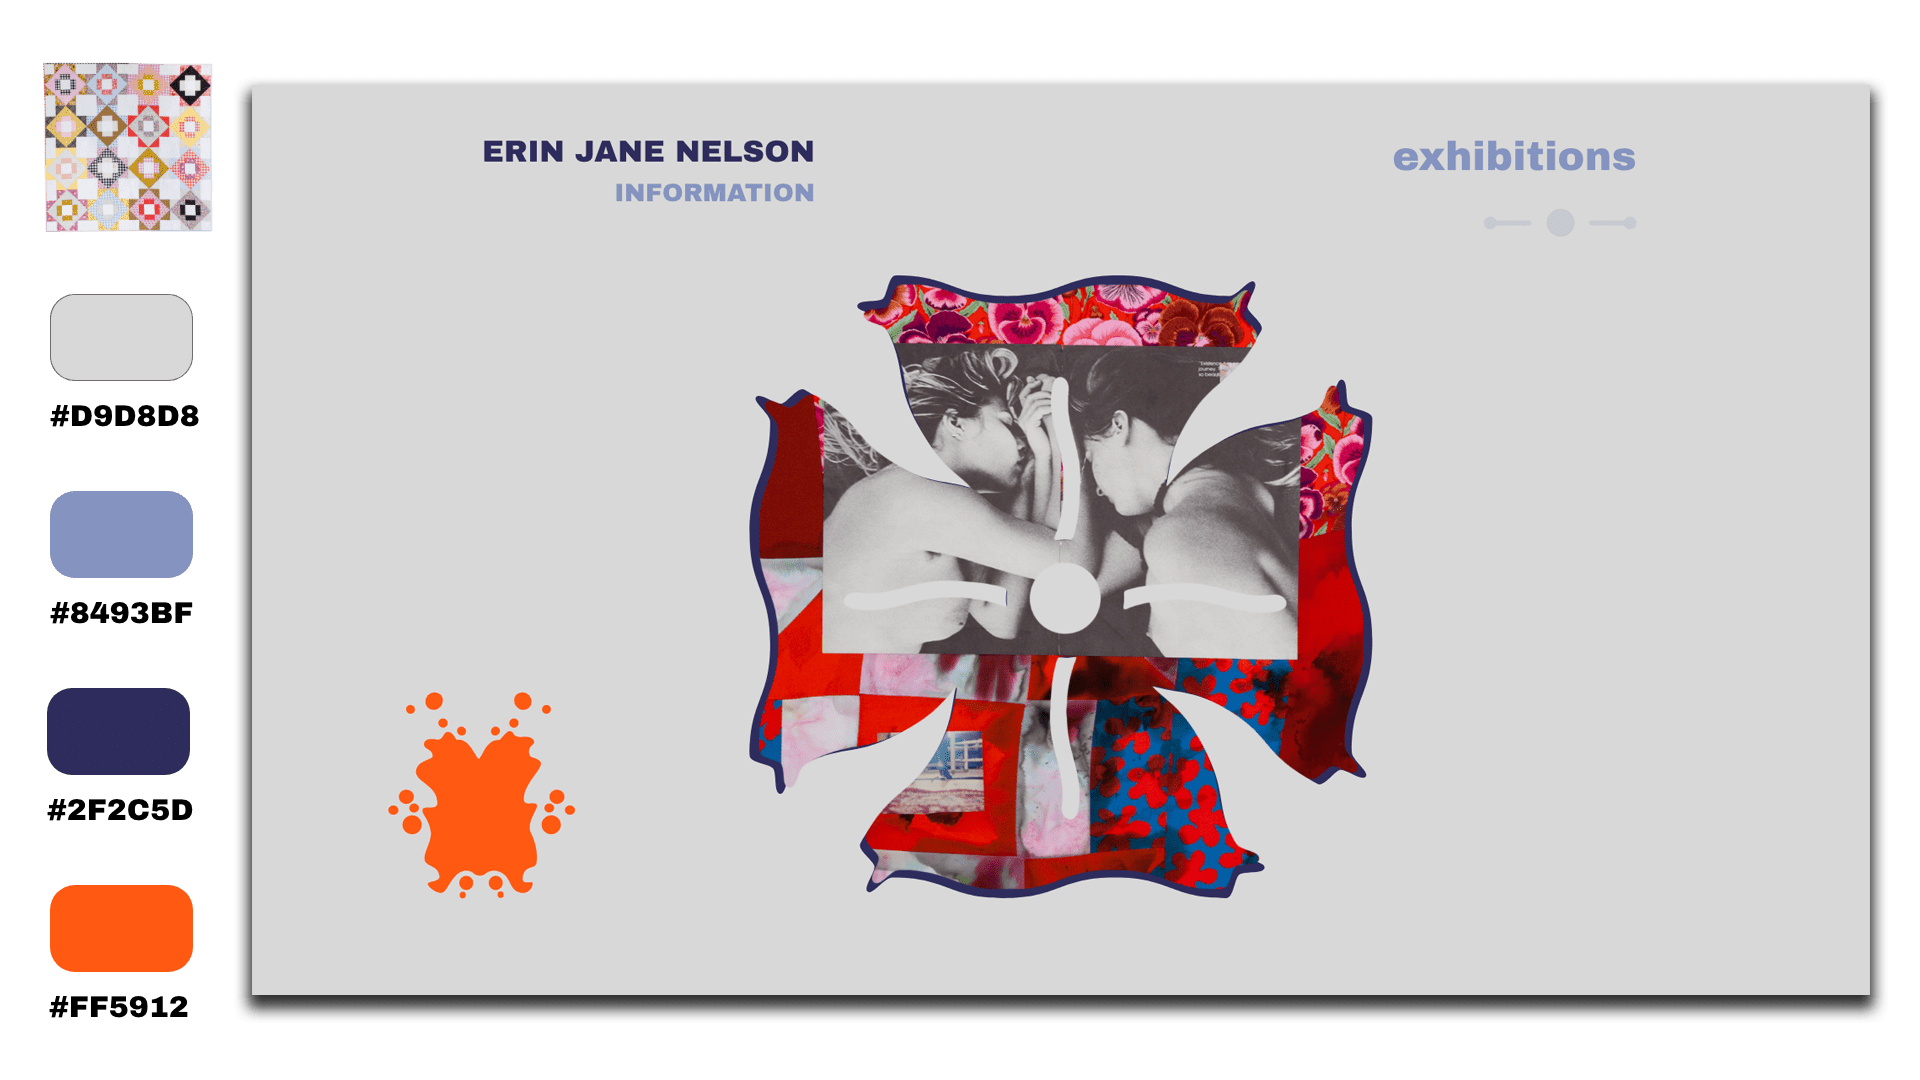 ERIN JANE NELSON
INFORMATION
exhibitions
#D9D8D8
#8493BF
#2F2C5D
#FF5912